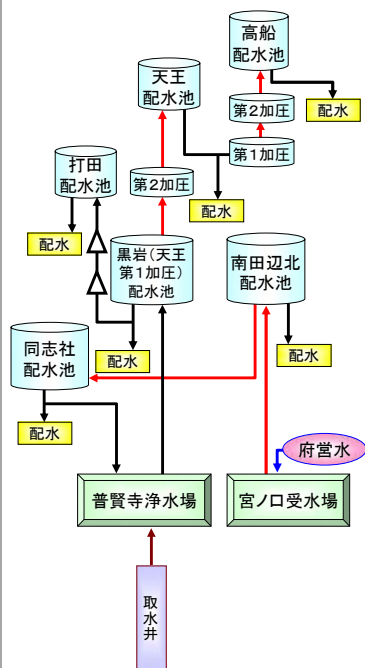 高船
配水池
天王
配水池
第2加圧
配水
第1加圧
打田
配水池
第2加圧
配水
配水
黒岩(天王
第1加圧)
配水池
南田辺北
配水池
同志社
配水池
配水
配水
配水
府営水
普賢寺浄水場
宮ノ口受水場
取水井